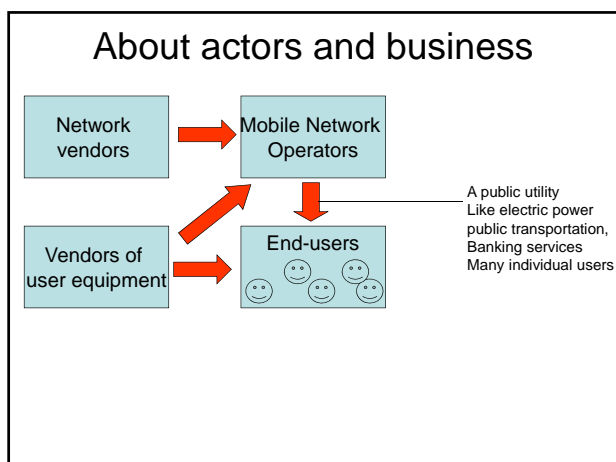 About actors and business
Network
vendors
Mobile Network
Operators
A public utility
Like electric power
public transportation,
Banking services
Many individual users
Vendors of
user equipment
End-users